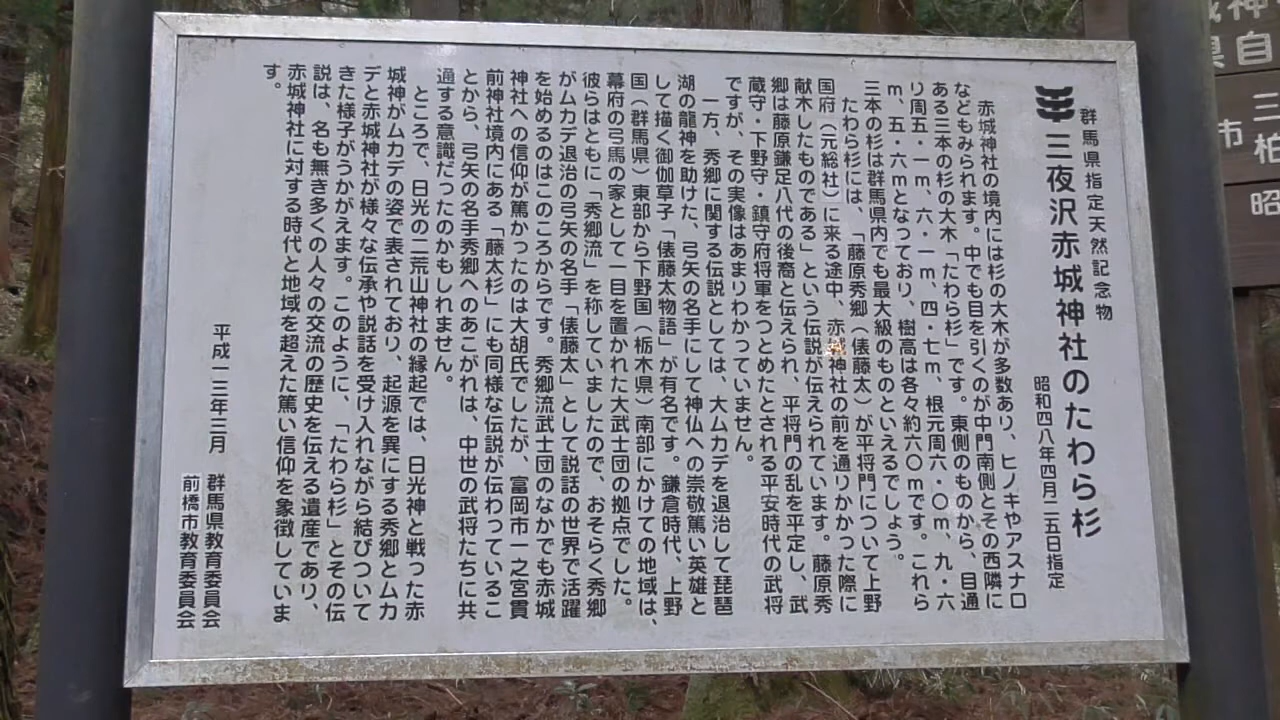 群馬県指定天然記念物
三夜沢赤城神社のたわら杉
昭和四八年四月二五日指定
赤城神社の境内には杉の大木が多数あり、ヒノキやアスナロ
などもみられます。中でも目を引くのが中門南側とその西隣に
ある三本の杉の大木「たわら杉」です。東側のものから、目通
り周五・一m、六・一m、四・七m、根元周六・〇m、九・六
m、五・六mとなっており、樹高は各々約六〇mです。これら
三本の杉は群馬県内でも最大級のものといえるでしょう。
たわら杉には、「藤原秀郷（俵藤太）が平将門について上野
国府（元総社）に来る途中、赤城神社の前を通りかかった際に
献木したものである」という伝説が伝えられています。藤原秀
郷は藤原鎌足八代の後裔と伝えられ、平将門の乱を平定し、武
蔵守・下野守・鎮守府将軍をつとめたとされる平安時代の武将
ですが、その実像はあまりわかっていません。
一方、秀郷に関する伝説としては、大ムカデを退治して琵琶
湖の龍神を助けた、弓矢の名手にして神仏への崇敬篤い英雄と
して描く御伽草子「俵藤太物語」が有名です。鎌倉時代、上野
国（群馬県）東部から下野国（栃木県）南部にかけての地域は、
幕府の弓馬の家として一目を置かれた大武士団の拠点でした。
彼らはともに「秀郷流」を称していましたので、おそらく秀郷
がムカデ退治の弓矢の名手「俵藤太」として説話の世界で活躍
を始めるのはこのころからです。秀郷流武士団のなかでも赤城
神社への信仰が篤かったのは大胡氏でしたが、富岡市一之宮貫
前神社境内にある「藤太杉」にも同様な伝説が伝わっているこ
とから、弓矢の名手秀郷へのあこがれは、中世の武将たちに共
通する意識だったのかもしれません。
ところで、日光の二荒山神社の縁起では、日光神と戦った赤
城神がムカデの姿で表されており、起源を異にする秀郷とムカ
デと赤城神社が様々な伝承や説話を受け入れながら結びついて
きた様子がうかがえます。このように、「たわら杉」とその伝
説は、名も無き多くの人々の交流の歴史を伝える遺産であり、
赤城神社に対する時代と地域を超えた篤い信仰を象徴していま
す。
平成一三年三月
群馬県教育委員会
前橋市教育委員会